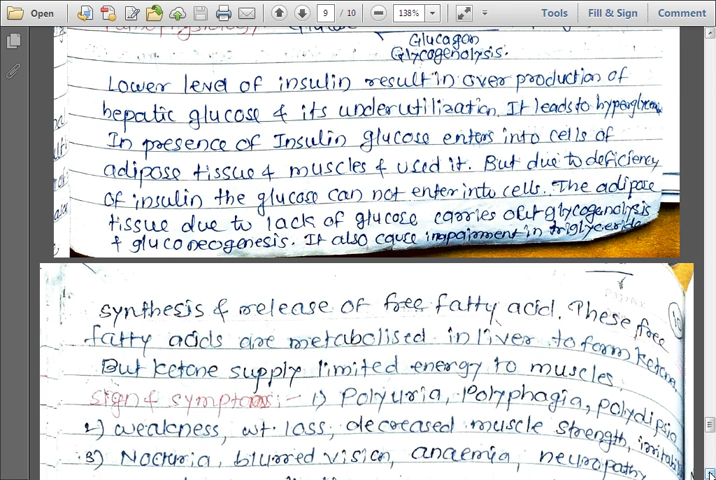 Open 9 / 10 138% Tools Fill & Sign Comment
Glucagon
Glycogenolysis.
Lower level of insulin result in over production of
hepatic glucose & its underutilization. It leads to
In presence of Insulin glucose enters into cells of
adipose tissue & muscles & used it. But due to deficiency
of insulin the glucose can not enter into cells. The adipose
tissue due to lack of glucose carries out glycogenolysis
& gluconeogenesis. It also cause impairment in triglyceride
synthesis & release of free fatty acid. These free
fatty acids are metabolised in liver to form ketone
But ketone supply limited energy to muscles.
Sign & symptoms:- 1) Polyuria, Polyphagia, polydipsia
2) weakness, wt. loss, decreased muscle strength,
3) Nocturia, blurred vision, anaemia, neuropathy